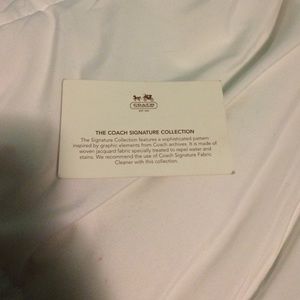 COACH
EST. 1941
THE COACH SIGNATURE COLLECTION
The Signature Collection features a sophisticated pattern
inspired by graphic elements from Coach archives. It is made of
woven jacquard fabric specially treated to repel water and
stains. We recommend the use of Coach Signature Fabric
Cleaner with this collection.